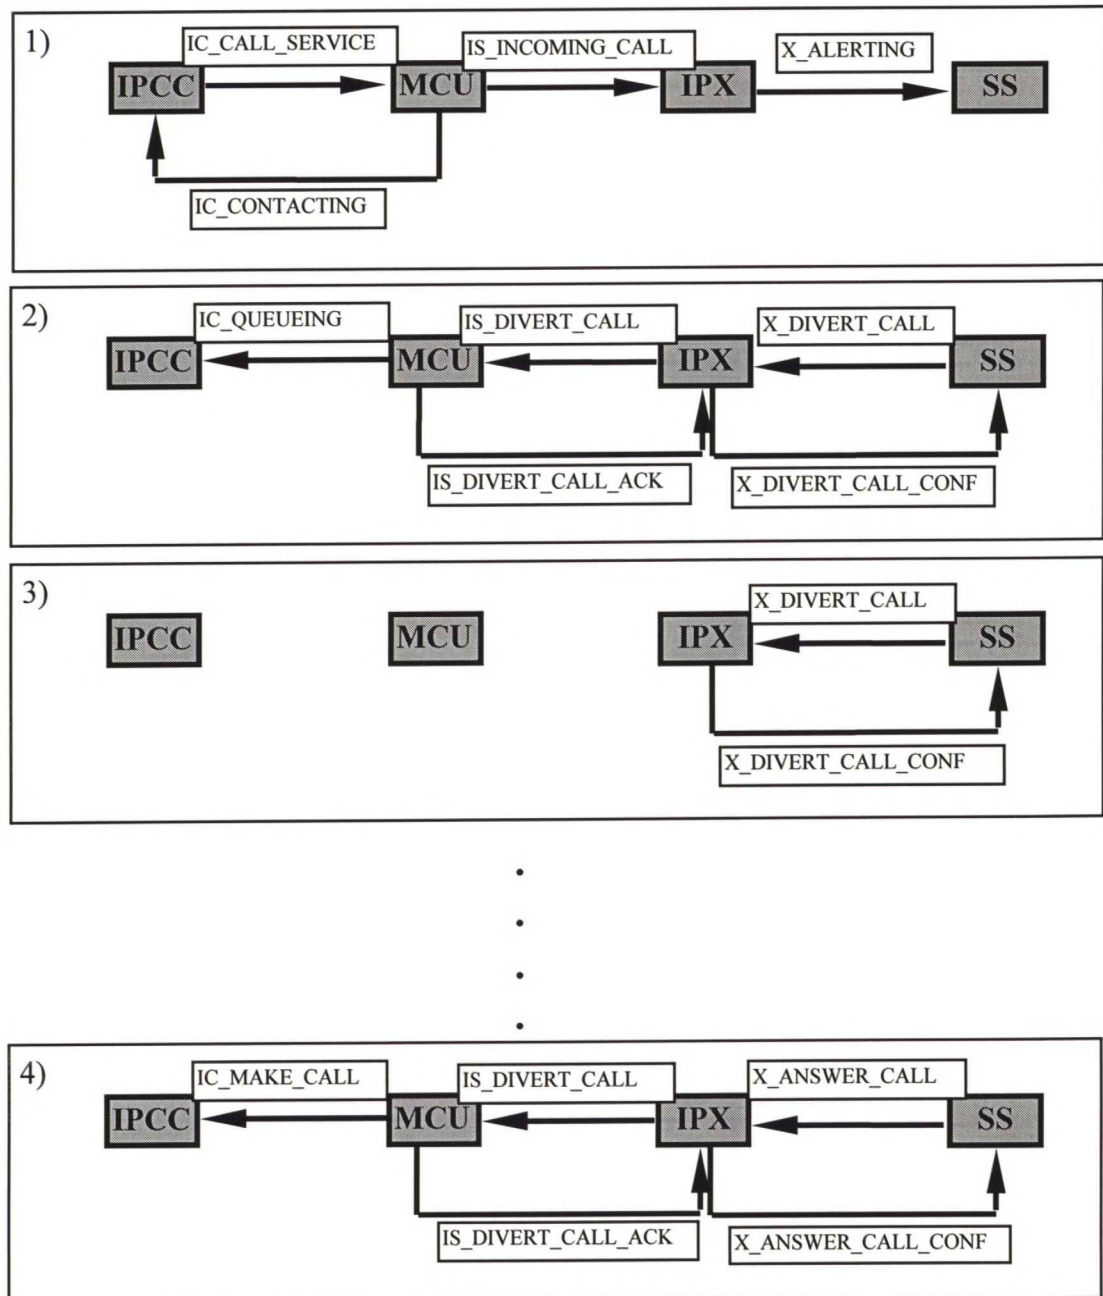 1)
IC_CALL_SERVICE IS_INCOMING_CALL X_ALERTING
IPCC MCU IPX SS
IC_CONTACTING
2)
IC_QUEUEING IS_DIVERT_CALL X_DIVERT_CALL
IPCC MCU IPX SS
IS_DIVERT_CALL_ACK X_DIVERT_CALL_CONF
3)
X_DIVERT_CALL
IPCC MCU IPX SS
X_DIVERT_CALL_CONF
4)
IC_MAKE_CALL IS_DIVERT_CALL X_ANSWER_CALL
IPCC MCU IPX SS
IS_DIVERT_CALL_ACK X_ANSWER_CALL_CONF